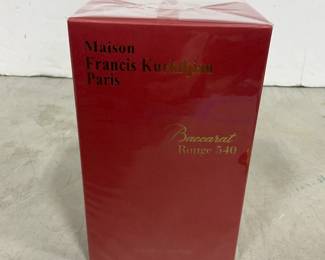 Maison
Francis Kurkdjian
Paris
Baccarat
Rouge 540